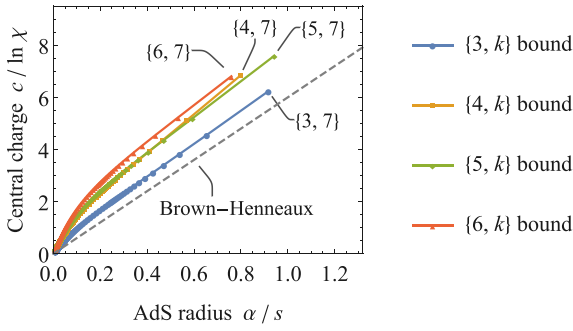 Central charge c / ln χ
8
6
4
2
0
0.0 0.2 0.4 0.6 0.8 1.0 1.2
AdS radius α / s
{6, 7}
{4, 7}
{5, 7}
{3, 7}
Brown−Henneaux
{3, k} bound
{4, k} bound
{5, k} bound
{6, k} bound